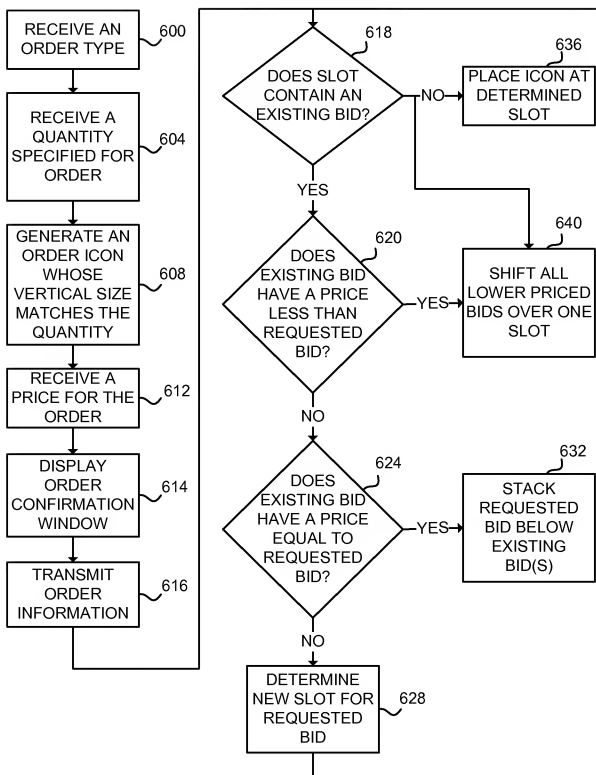 RECEIVE AN
ORDER TYPE
600
RECEIVE A
QUANTITY
SPECIFIED FOR
ORDER
604
GENERATE AN
ORDER ICON
WHOSE
VERTICAL SIZE
MATCHES THE
QUANTITY
608
RECEIVE A
PRICE FOR THE
ORDER
612
DISPLAY
ORDER
CONFIRMATION
WINDOW
614
TRANSMIT
ORDER
INFORMATION
616
DOES SLOT
CONTAIN AN
EXISTING BID?
618
NO
PLACE ICON AT
DETERMINED
SLOT
636
YES
DOES
EXISTING BID
HAVE A PRICE
LESS THAN
REQUESTED
BID?
620
YES
SHIFT ALL
LOWER PRICED
BIDS OVER ONE
SLOT
640
NO
DOES
EXISTING BID
HAVE A PRICE
EQUAL TO
REQUESTED
BID?
624
YES
STACK
REQUESTED
BID BELOW
EXISTING
BID(S)
632
NO
DETERMINE
NEW SLOT FOR
REQUESTED
BID
628